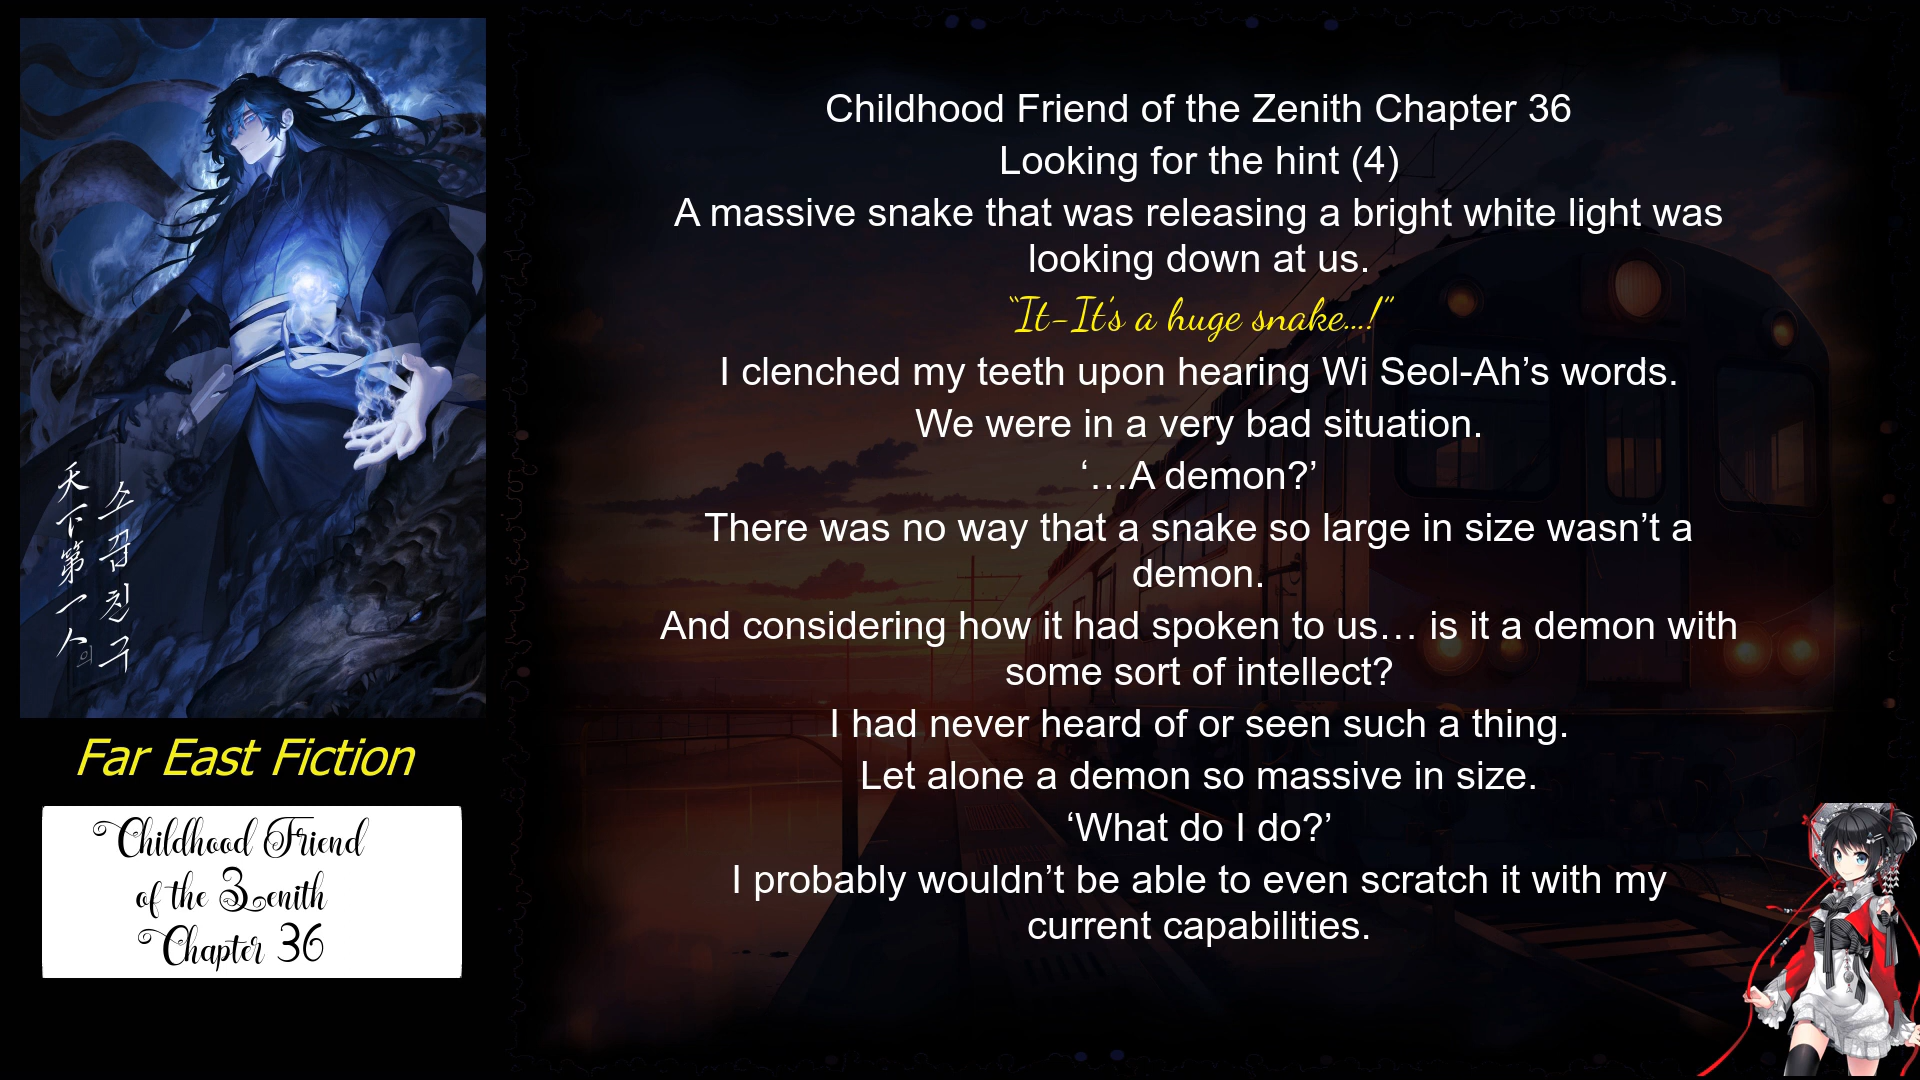 天下第一人의
소꿉친구
Far East Fiction
Childhood Friend
of the Zenith
Chapter 36
Childhood Friend of the Zenith Chapter 36
Looking for the hint (4)
A massive snake that was releasing a bright white light was
looking down at us.
“It-It’s a huge snake…!”
I clenched my teeth upon hearing Wi Seol-Ah’s words.
We were in a very bad situation.
‘…A demon?’
There was no way that a snake so large in size wasn’t a
demon.
And considering how it had spoken to us… is it a demon with
some sort of intellect?
I had never heard of or seen such a thing.
Let alone a demon so massive in size.
‘What do I do?’
I probably wouldn’t be able to even scratch it with my
current capabilities.